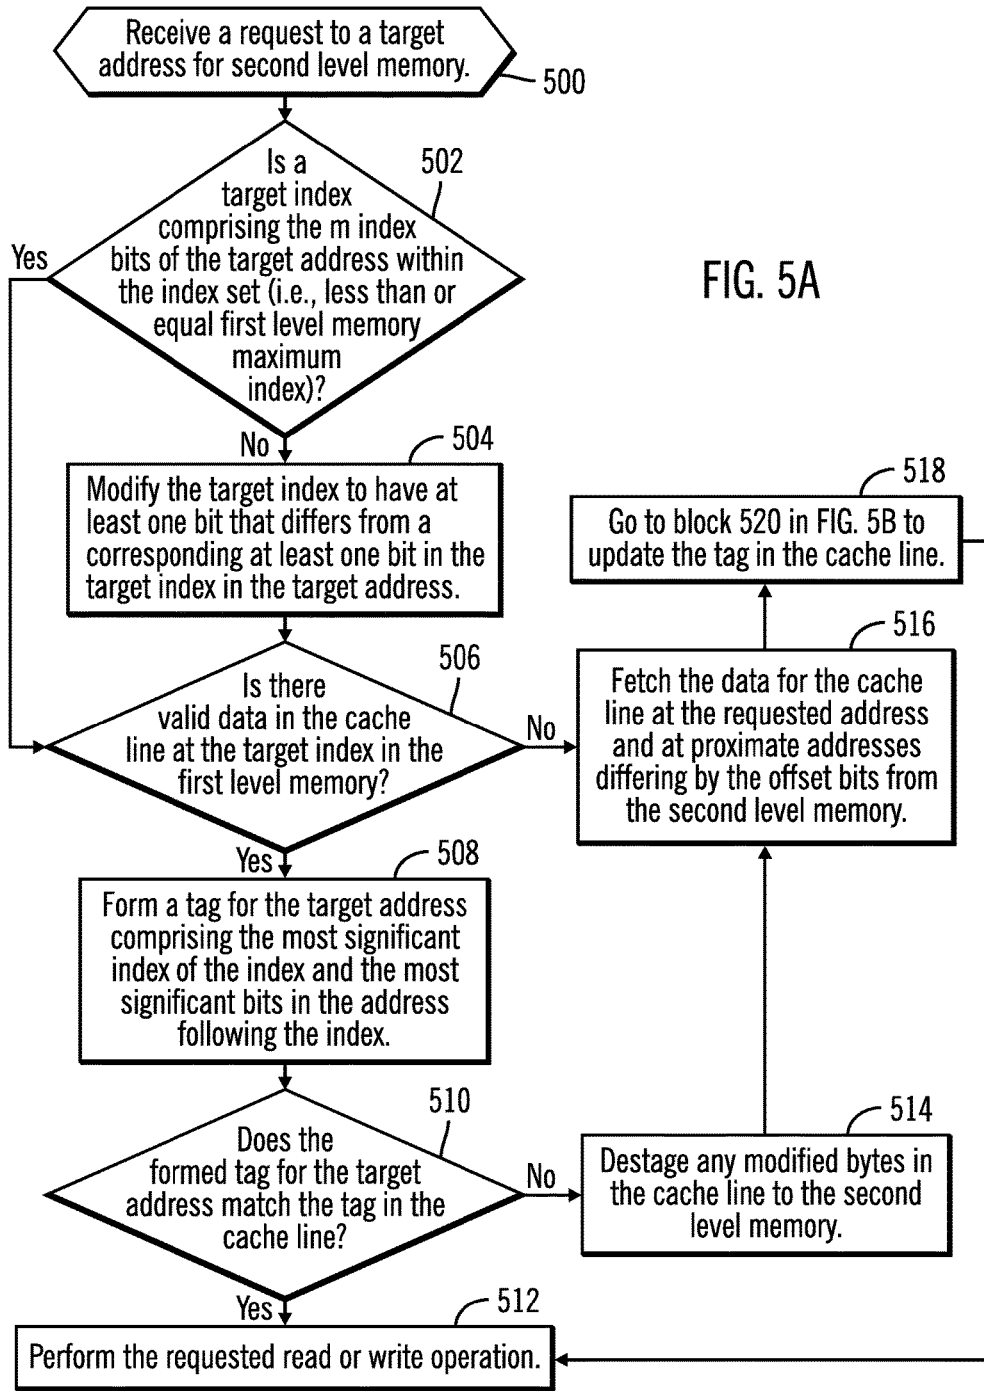 Receive a request to a target
address for second level memory.
500
Is a
target index
comprising the m index
bits of the target address within
the index set (i.e., less than or
equal first level memory
maximum
index)?
502
Yes
No
FIG. 5A
504
Modify the target index to have at
least one bit that differs from a
corresponding at least one bit in the
target index in the target address.
506
Is there
valid data in the cache
line at the target index in the
first level memory?
No
Yes
508
Form a tag for the target address
comprising the most significant
index of the index and the most
significant bits in the address
following the index.
510
Does the
formed tag for the target
address match the tag in the
cache line?
No
Yes
512
Perform the requested read or write operation.
518
Go to block 520 in FIG. 5B to
update the tag in the cache line.
516
Fetch the data for the cache
line at the requested address
and at proximate addresses
differing by the offset bits from
the second level memory.
514
Destage any modified bytes in
the cache line to the second
level memory.